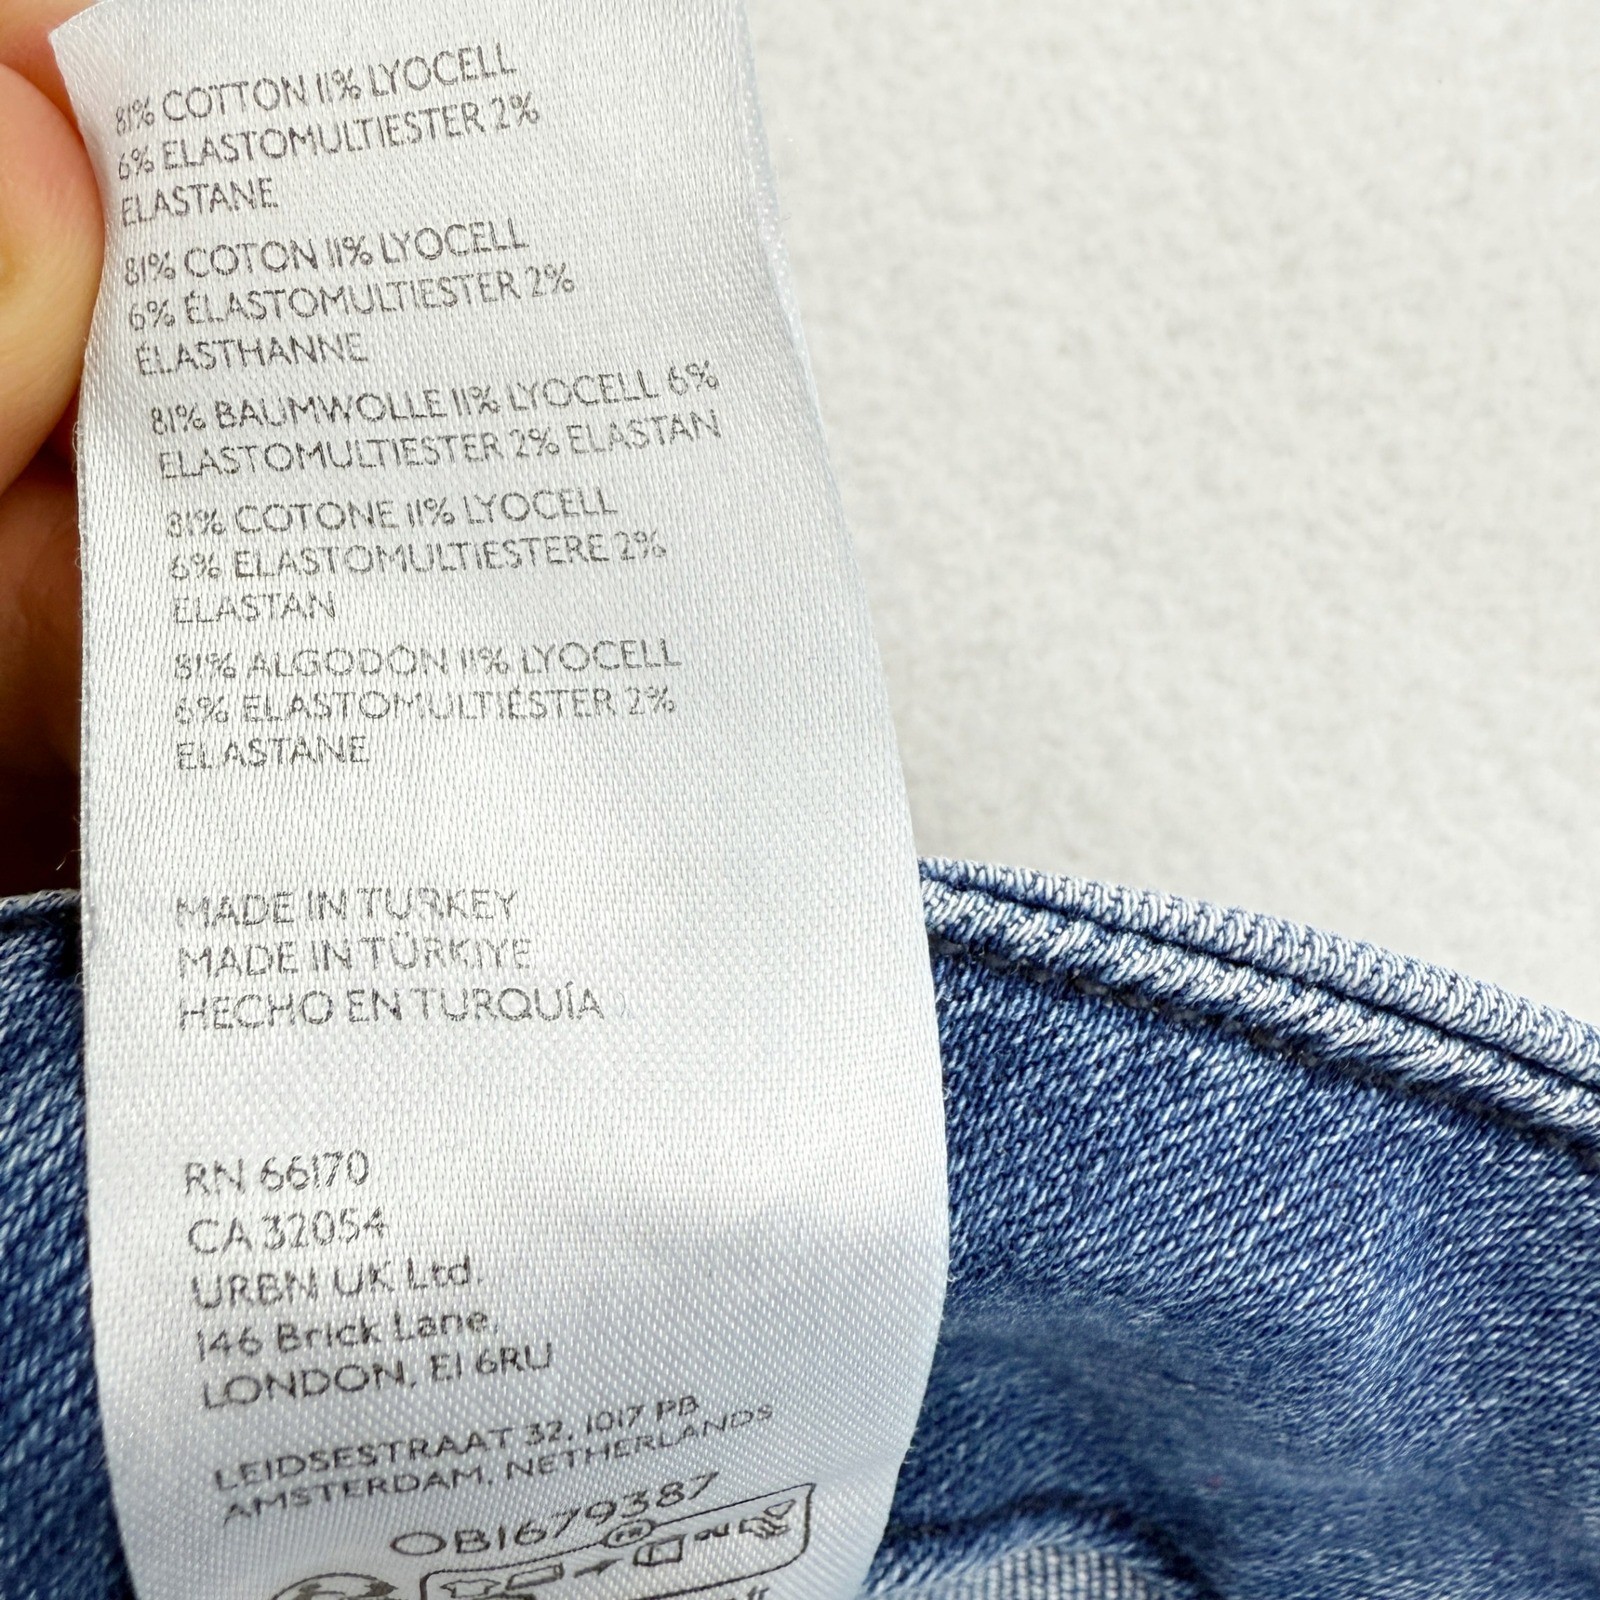 81% COTTON 11% LYOCELL
6% ELASTOMULTIESTER 2%
ELASTANE
81% COTON 11% LYOCELL
6% ÉLASTOMULTIESTER 2%
ÉLASTHANNE
81% BAUMWOLLE 11% LYOCELL 6%
ELASTOMULTIESTER 2% ELASTAN
81% COTONE 11% LYOCELL
6% ELASTOMULTIESTERE 2%
ELASTAN
81% ALGODÓN 11% LYOCELL
6% ELASTOMULTIÉSTER 2%
ELASTANE
MADE IN TURKEY
MADE IN TÜRKIYE
HECHO EN TURQUÍA
RN 66170
CA 32054
URBN UK Ltd.
146 Brick Lane,
LONDON, E1 6RU
LEIDSESTRAAT 32, 1017 PB
AMSTERDAM, NETHERLANDS
OB1679387
FR